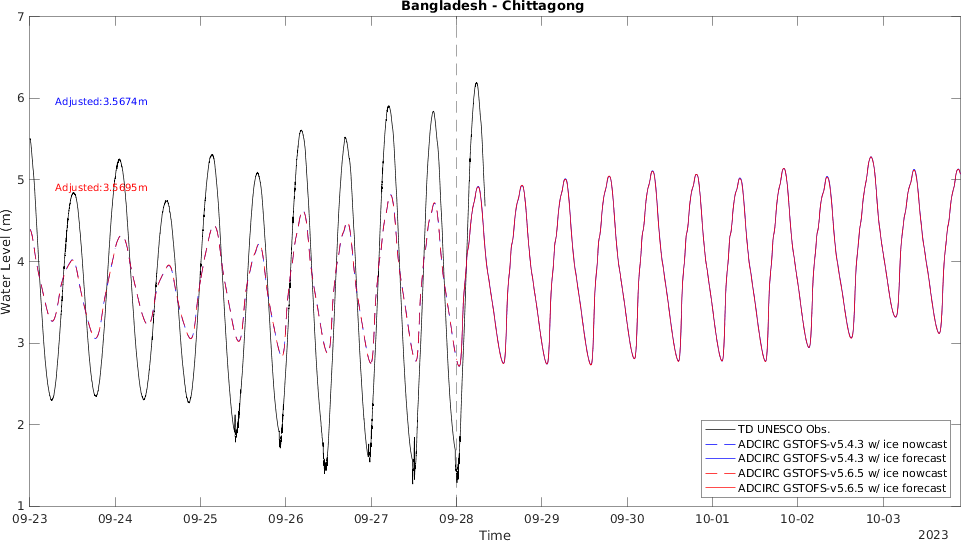 Bangladesh - Chittagong
7
6
5
4
3
2
1
Water Level (m)
Adjusted:3.5674m
Adjusted:3.5695m
TD UNESCO Obs.
ADCIRC GSTOFS-v5.4.3 w/ ice nowcast
ADCIRC GSTOFS-v5.4.3 w/ ice forecast
ADCIRC GSTOFS-v5.6.5 w/ ice nowcast
ADCIRC GSTOFS-v5.6.5 w/ ice forecast
09-23 09-24 09-25 09-26 09-27 09-28 09-29 09-30 10-01 10-02 10-03
Time
2023